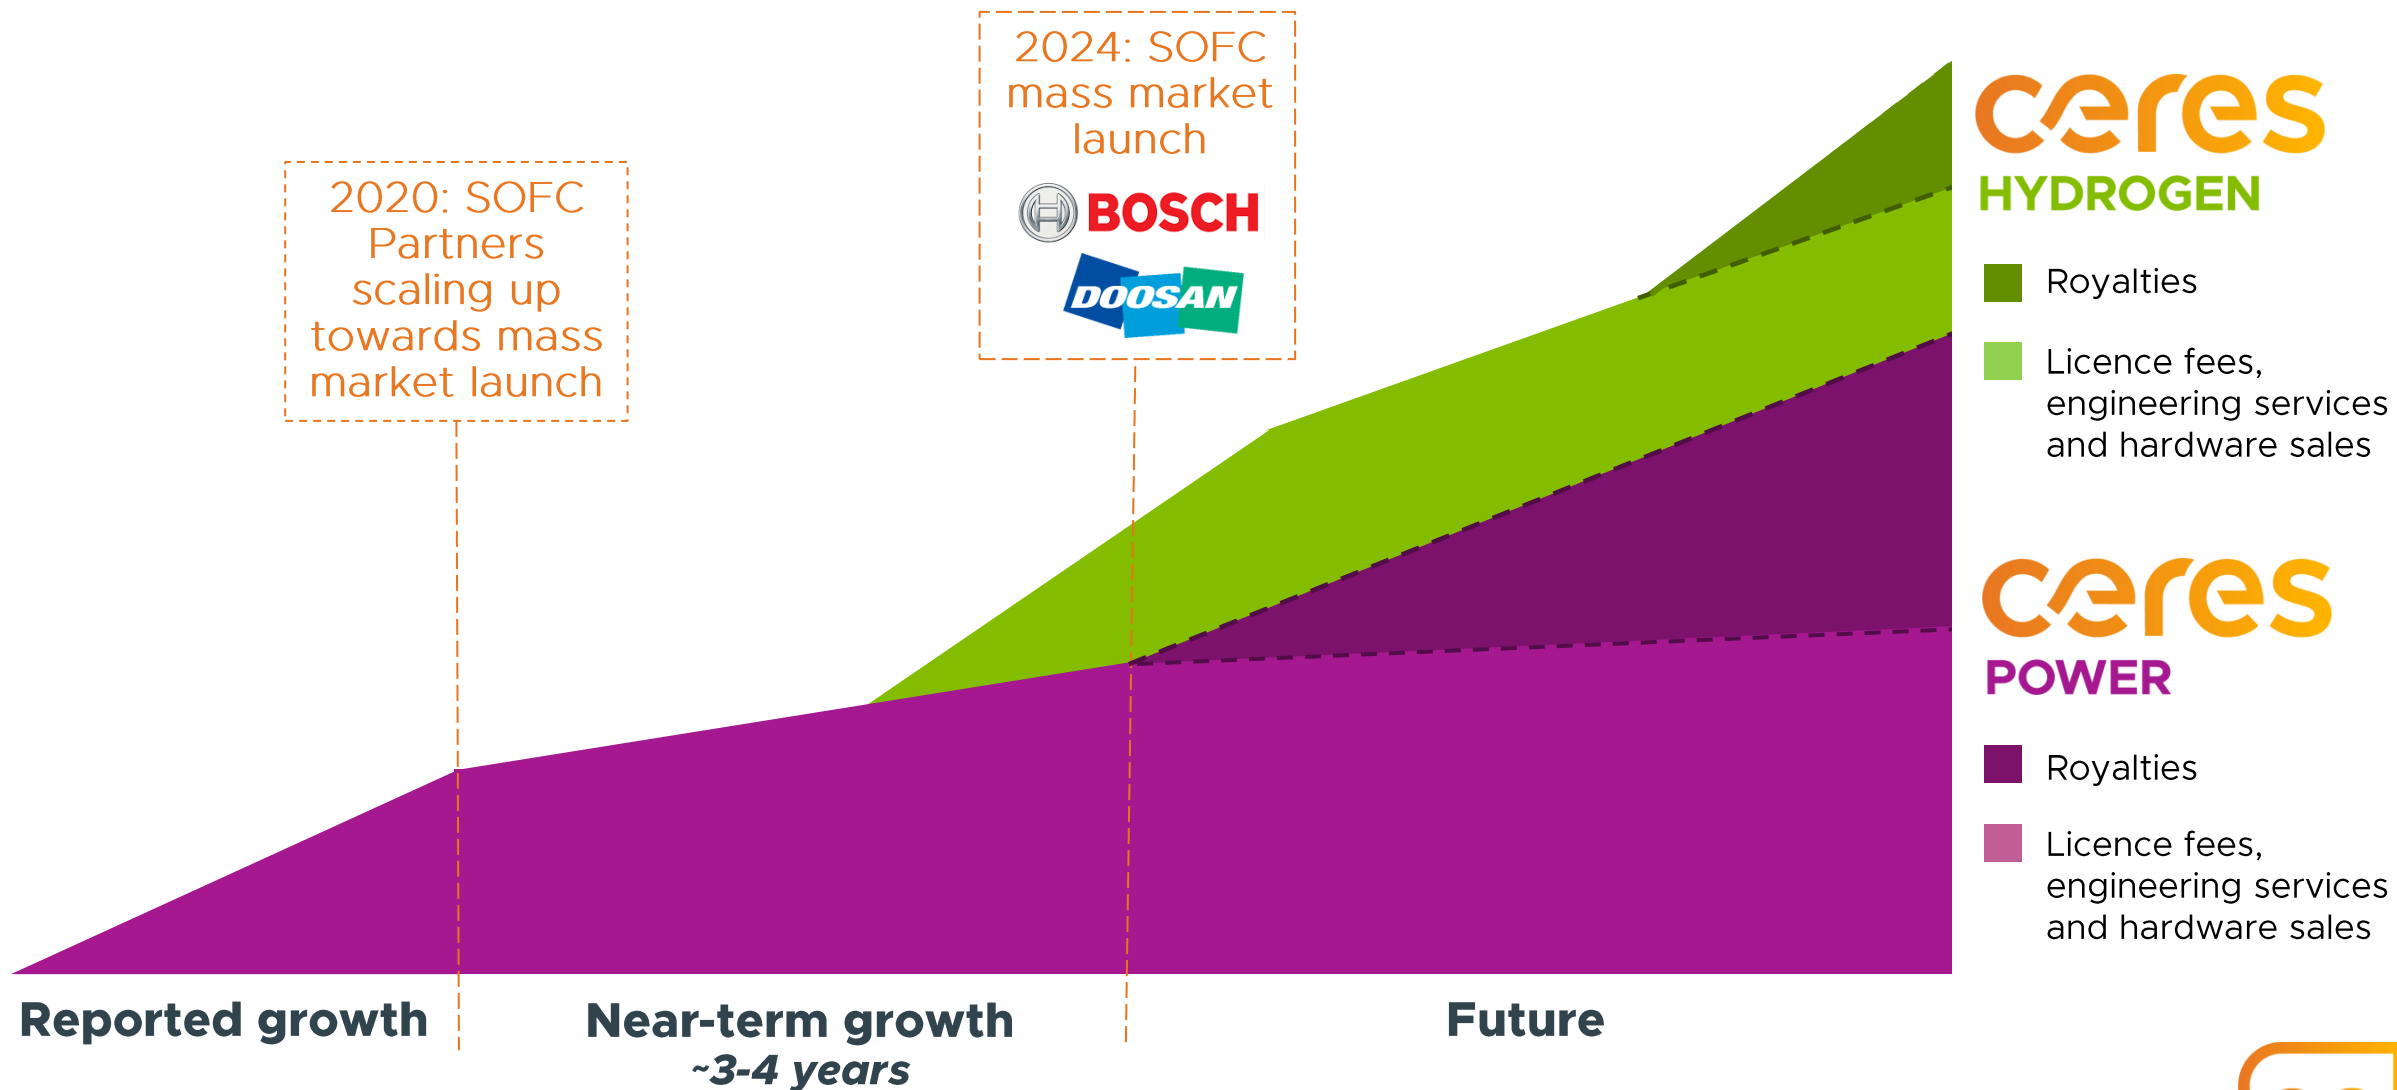 2020: SOFC
Partners
scaling up
towards mass
market launch
2024: SOFC
mass market
launch
BOSCH
DOOSAN
ceres
HYDROGEN
Royalties
Licence fees,
engineering services
and hardware sales
ceres
POWER
Royalties
Licence fees,
engineering services
and hardware sales
Reported growth
Near-term growth
~3-4 years
Future